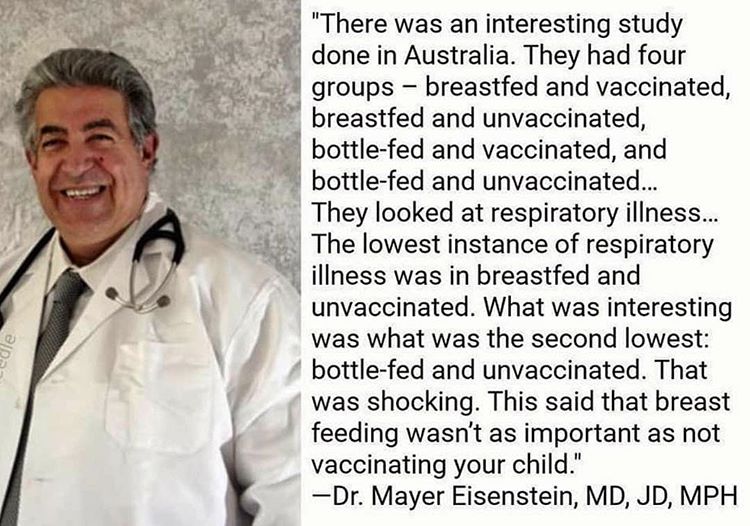 "There was an interesting study
done in Australia. They had four
groups – breastfed and vaccinated,
breastfed and unvaccinated,
bottle-fed and vaccinated, and
bottle-fed and unvaccinated...
They looked at respiratory illness...
The lowest instance of respiratory
illness was in breastfed and
unvaccinated. What was interesting
was what was the second lowest:
bottle-fed and unvaccinated. That
was shocking. This said that breast
feeding wasn't as important as not
vaccinating your child."
—Dr. Mayer Eisenstein, MD, JD, MPH